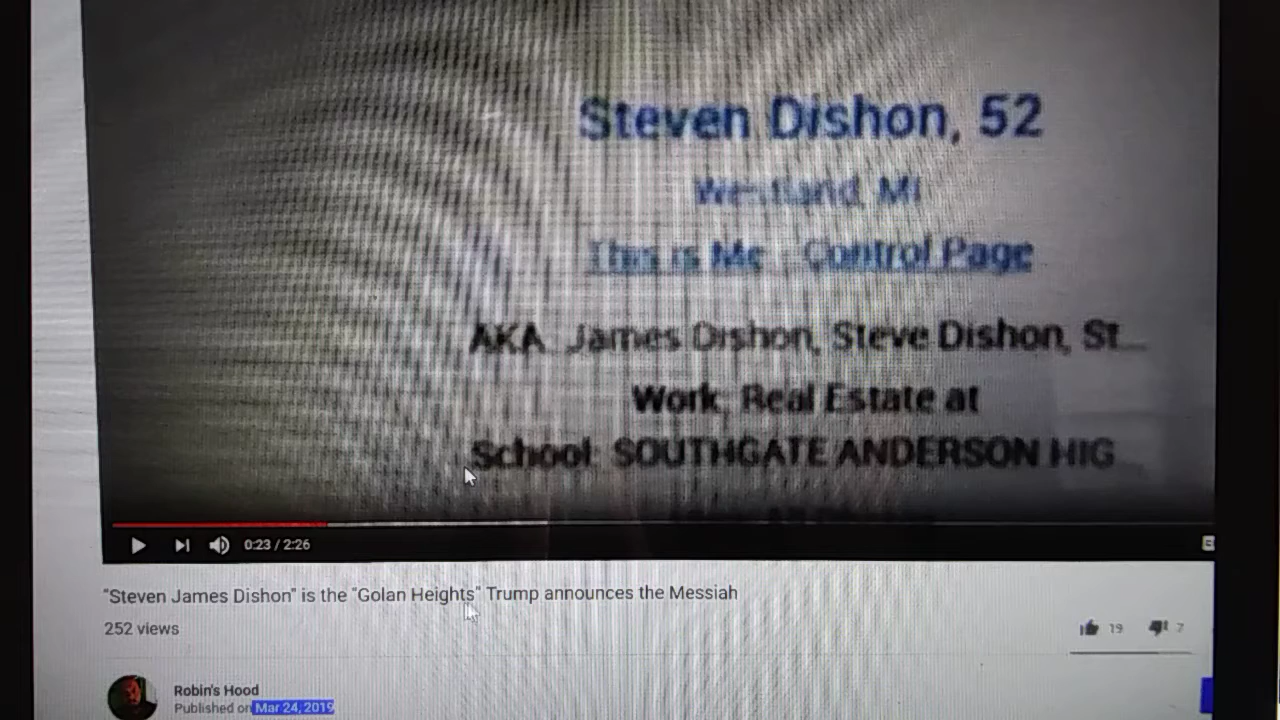 Steven Dishon, 52
Westland, MI
This is Me - Control Page
AKA: James Dishon, Steve Dishon, St...
Work: Real Estate at
School: SOUTHGATE ANDERSON HIG...
0:23 / 2:26
"Steven James Dishon" is the "Golan Heights" Trump announces the Messiah
252 views
19 7
Robin's Hood
Published on Mar 24, 2019